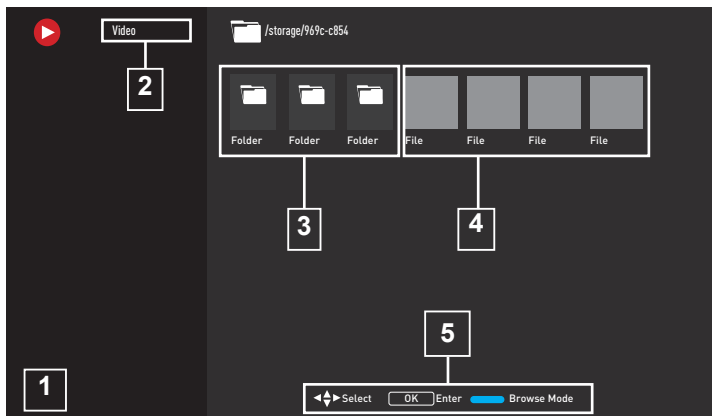 Video
/storage/969c-c854
2
Folder Folder Folder File File File File
3
4
5
1
Select OK Enter Browse Mode